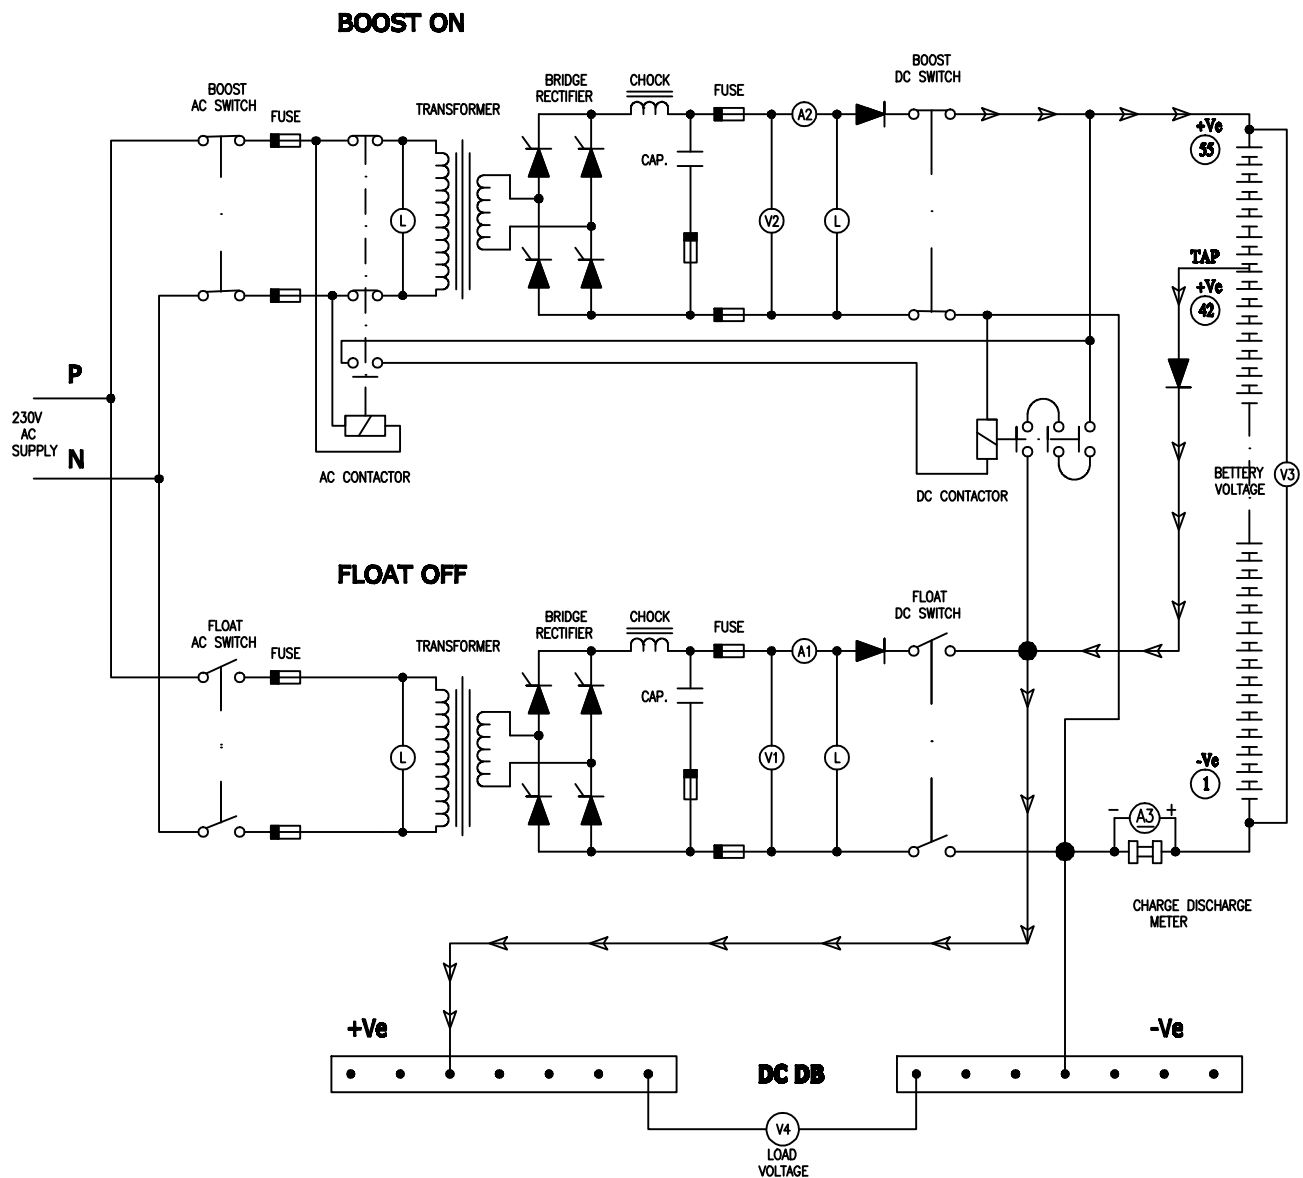 BOOST ON
BOOST
AC SWITCH
FUSE
TRANSFORMER
BRIDGE
RECTIFIER
CHOCK
FUSE
BOOST
DC SWITCH
A2
CAP.
L
V2
L
+Ve
55
TAP
+Ve
42
P
230V
AC
SUPPLY
N
AC CONTACTOR
DC CONTACTOR
BETTERY
VOLTAGE
V3
FLOAT OFF
FLOAT
AC SWITCH
FUSE
TRANSFORMER
BRIDGE
RECTIFIER
CHOCK
FUSE
FLOAT
DC SWITCH
A1
CAP.
L
V1
L
-Ve
1
- A3 +
CHARGE DISCHARGE
METER
+Ve
-Ve
DC DB
V4
LOAD
VOLTAGE